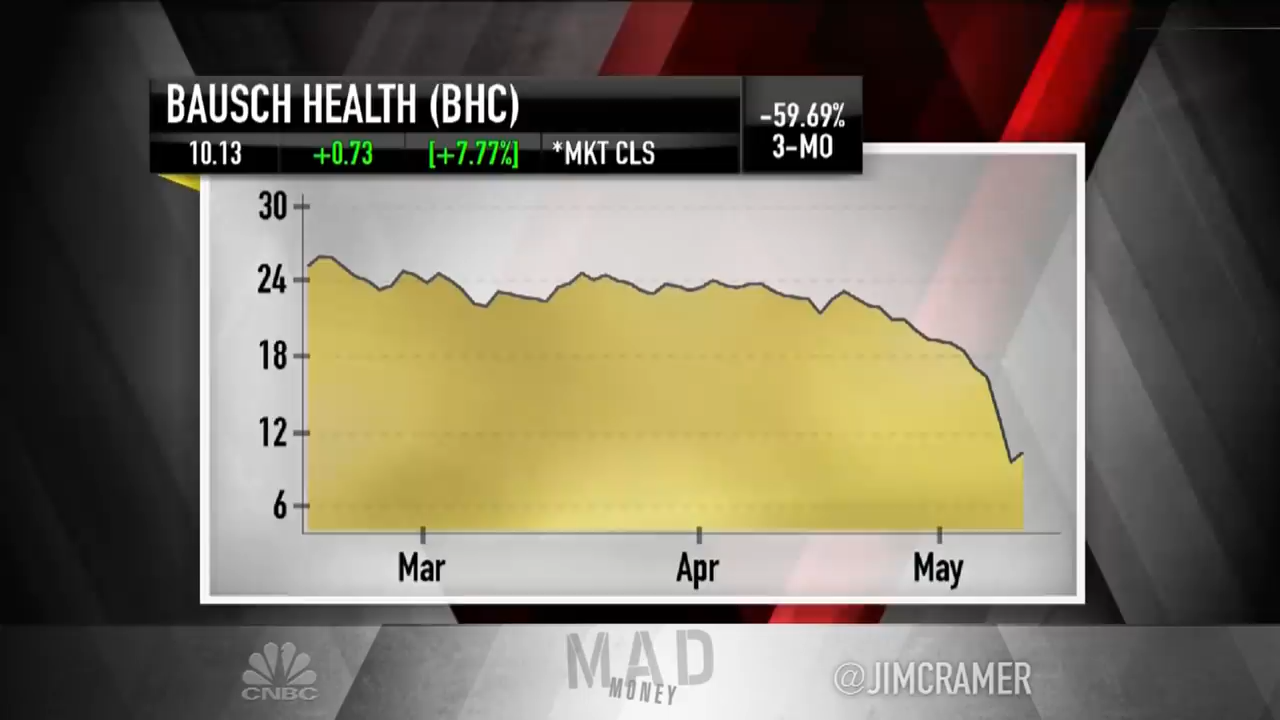 BAUSCH HEALTH (BHC)
10.13 +0.73 [+7.77%] *MKT CLS
-59.69%
3-MO
30
24
18
12
6
Mar Apr May
CNBC
MAD
MONEY
@JIMCRAMER